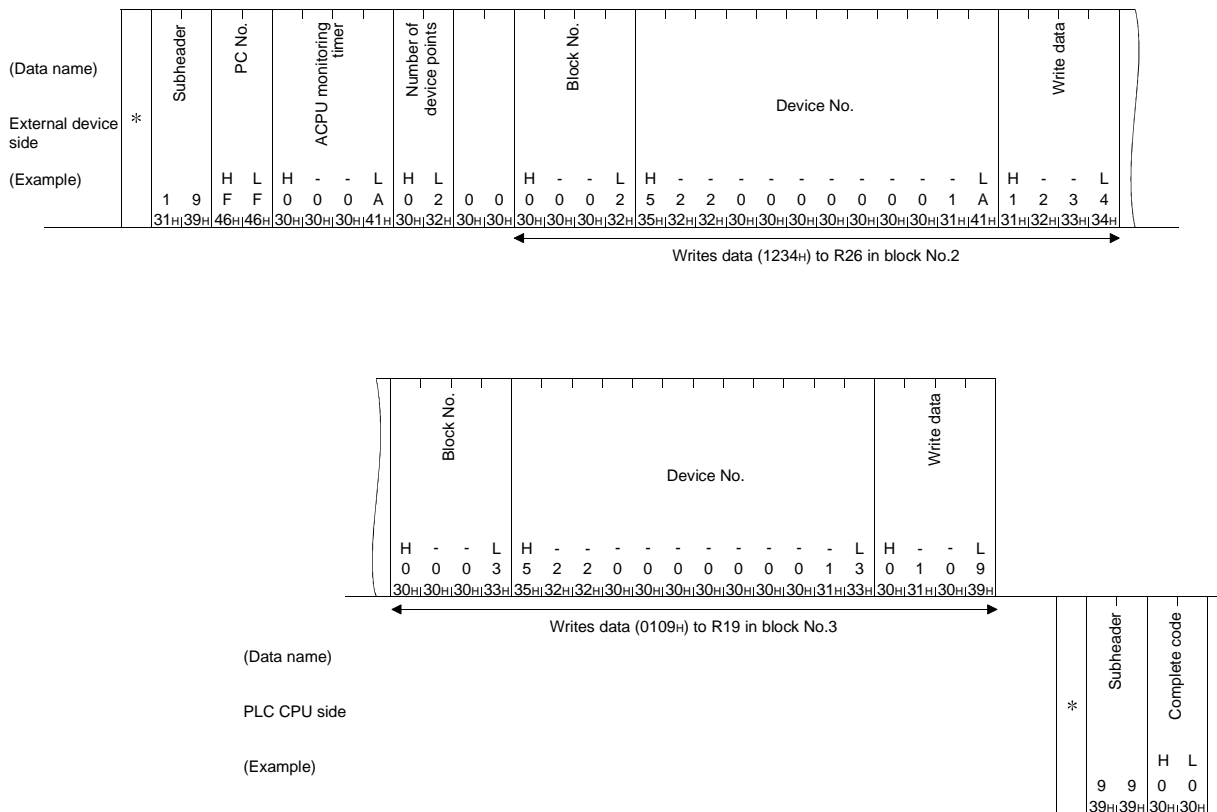 (Data name)
External device side
(Example)
*
Subheader
PC No.
ACPU monitoring timer
Number of device points
Block No.
Device No.
Write data
H L H - - L H L H - - L H - - - - - - - - - - L H - - L
1 9 F F 0 0 0 A 0 2 0 0 0 0 0 2 5 2 2 0 0 0 0 0 0 0 1 A 1 2 3 4
31H 39H 46H 46H 30H 30H 30H 41H 30H 32H 30H 30H 30H 30H 30H 32H 35H 32H 32H 30H 30H 30H 30H 30H 30H 30H 31H 41H 31H 32H 33H 34H
Writes data (1234H) to R26 in block No.2
Block No.
Device No.
Write data
H - - L H - - - - - - - - - - L H - - L
0 0 0 3 5 2 2 0 0 0 0 0 0 0 1 3 0 1 0 9
30H 30H 30H 33H 35H 32H 32H 30H 30H 30H 30H 30H 30H 30H 31H 33H 30H 31H 30H 39H
Writes data (0109H) to R19 in block No.3
(Data name)
PLC CPU side
(Example)
*
Subheader
Complete code
H L
9 9 0 0
39H 39H 30H 30H